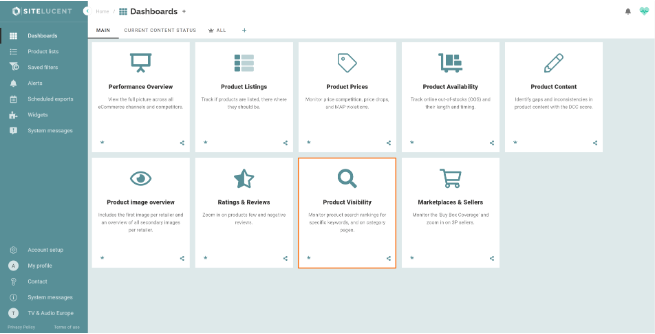 SITELUCENT
Home / Dashboards
MAIN CURRENT CONTENT STATUS ALL +
Dashboards
Product lists
Saved filters
Alerts
Scheduled exports
Widgets
System messages
Performance Overview
View the full picture across all
eCommerce channels and competitors.
Product Listings
Track if products are listed, there where
they should be.
Product Prices
Monitor price competition, price drops,
and MAP violations.
Product Availability
Track online out-of-stocks (OOS) and
their length and timing.
Product Content
Identify gaps and inconsistencies in
product content with the DCC score.
Product image overview
Includes the first image per retailer and
an overview of all secondary images
per retailer.
Ratings & Reviews
Zoom in on products few and negative
reviews.
Product Visibility
Monitor product search rankings for
specific keywords, and on category
pages.
Marketplaces & Sellers
Monitor the Buy Box Coverage and
zoom in on 3P sellers.
Account setup
A My profile
Contact
System messages
T TV & Audio Europe
Privacy Policy Terms of use